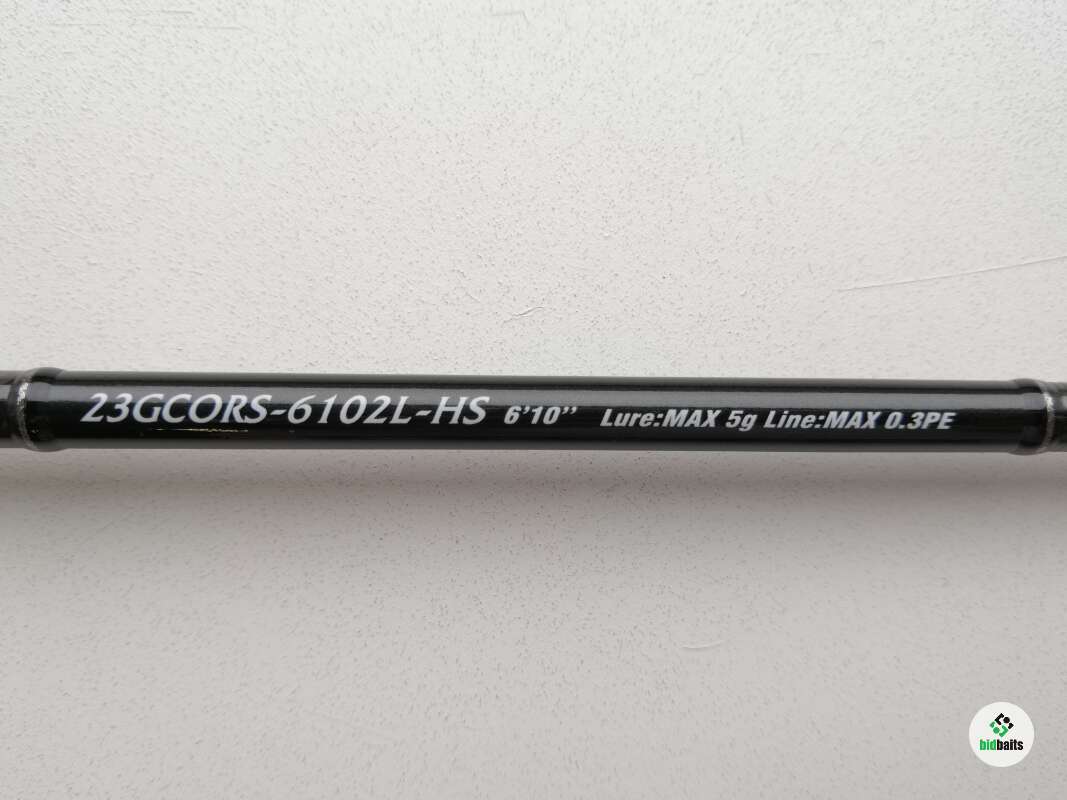 23GCORS-6102L-HS 6'10" Lure:MAX 5g Line:MAX 0.3PE
bidbaits